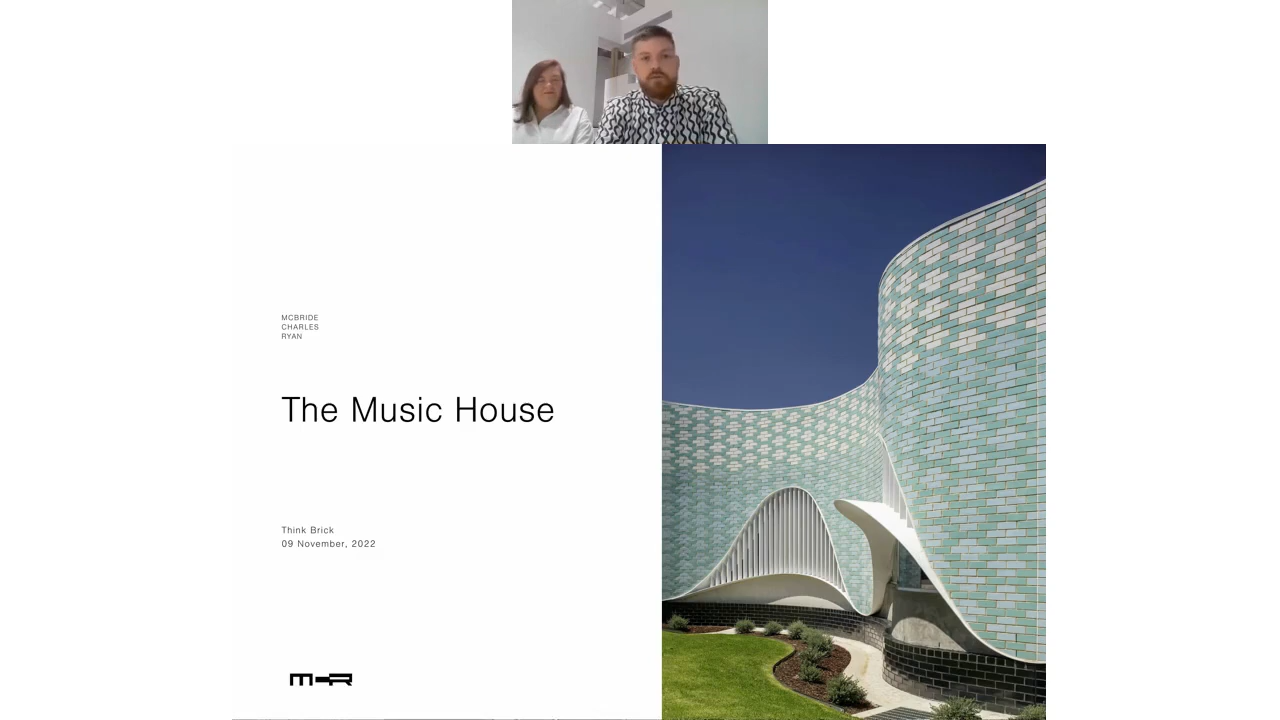 MCBRIDE
CHARLES
RYAN
The Music House
Think Brick
09 November, 2022
m-R